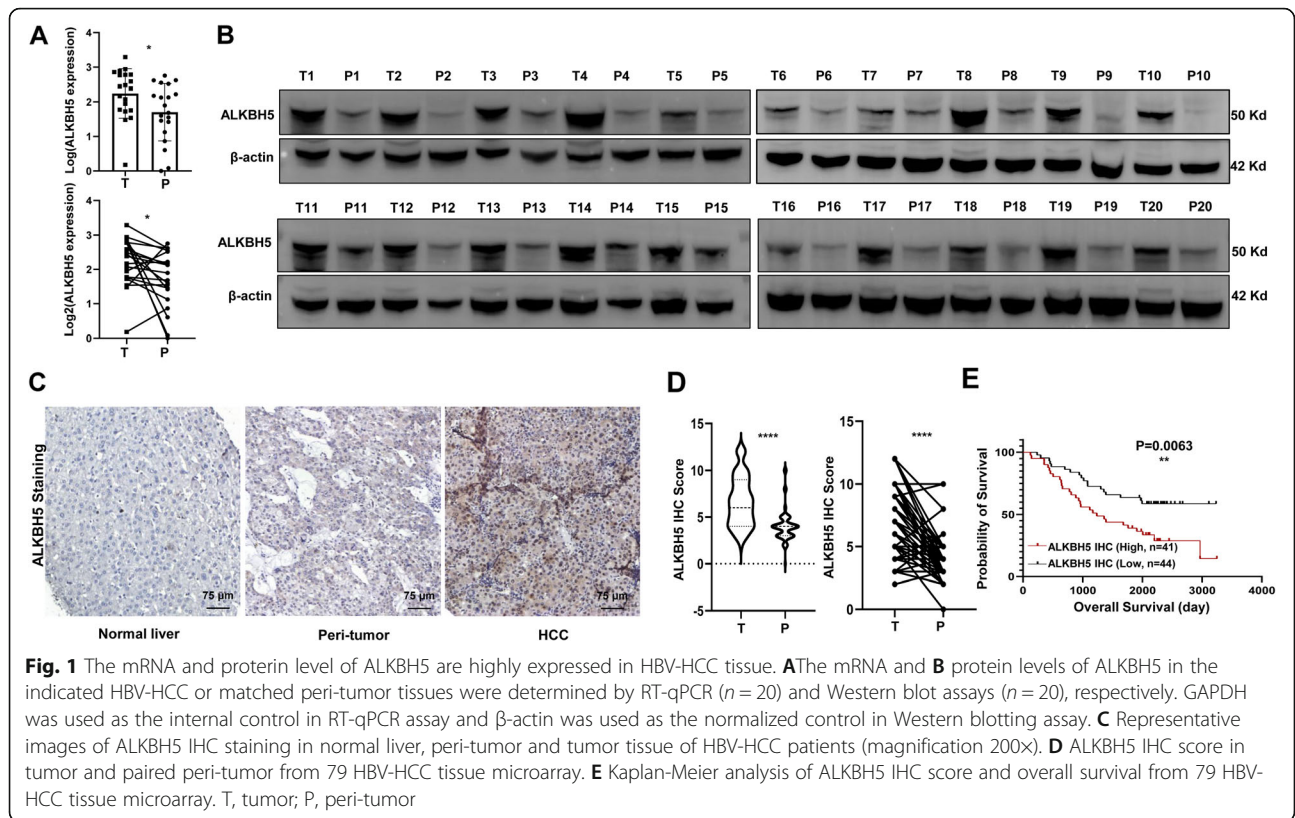 A
B
*
Log(ALKBH5 expression)
4
3
2
1
0
T P
*
Log2(ALKBH5 expression)
4
3
2
1
0
T P
T1 P1 T2 P2 T3 P3 T4 P4 T5 P5
T6 P6 T7 P7 T8 P8 T9 P9 T10 P10
ALKBH5
50 Kd
β-actin
42 Kd
T11 P11 T12 P12 T13 P13 T14 P14 T15 P15
T16 P16 T17 P17 T18 P18 T19 P19 T20 P20
ALKBH5
50 Kd
β-actin
42 Kd
C
ALKBH5 Staining
75 μm
75 μm
75 μm
Normal liver
Peri-tumor
HCC
D
ALKBH5 IHC Score
15
10
5
0
-5
****
T P
ALKBH5 IHC Score
15
10
5
0
****
T P
E
P=0.0063
**
Probability of Survival
100
50
0
ALKBH5 IHC (High, n=41)
ALKBH5 IHC (Low, n=44)
0 1000 2000 3000 4000
Overall Survival (day)
Fig. 1 The mRNA and proterin level of ALKBH5 are highly expressed in HBV-HCC tissue. AThe mRNA and B protein levels of ALKBH5 in the
indicated HBV-HCC or matched peri-tumor tissues were determined by RT-qPCR (n = 20) and Western blot assays (n = 20), respectively. GAPDH
was used as the internal control in RT-qPCR assay and β-actin was used as the normalized control in Western blotting assay. C Representative
images of ALKBH5 IHC staining in normal liver, peri-tumor and tumor tissue of HBV-HCC patients (magnification 200×). D ALKBH5 IHC score in
tumor and paired peri-tumor from 79 HBV-HCC tissue microarray. E Kaplan-Meier analysis of ALKBH5 IHC score and overall survival from 79 HBV-
HCC tissue microarray. T, tumor; P, peri-tumor